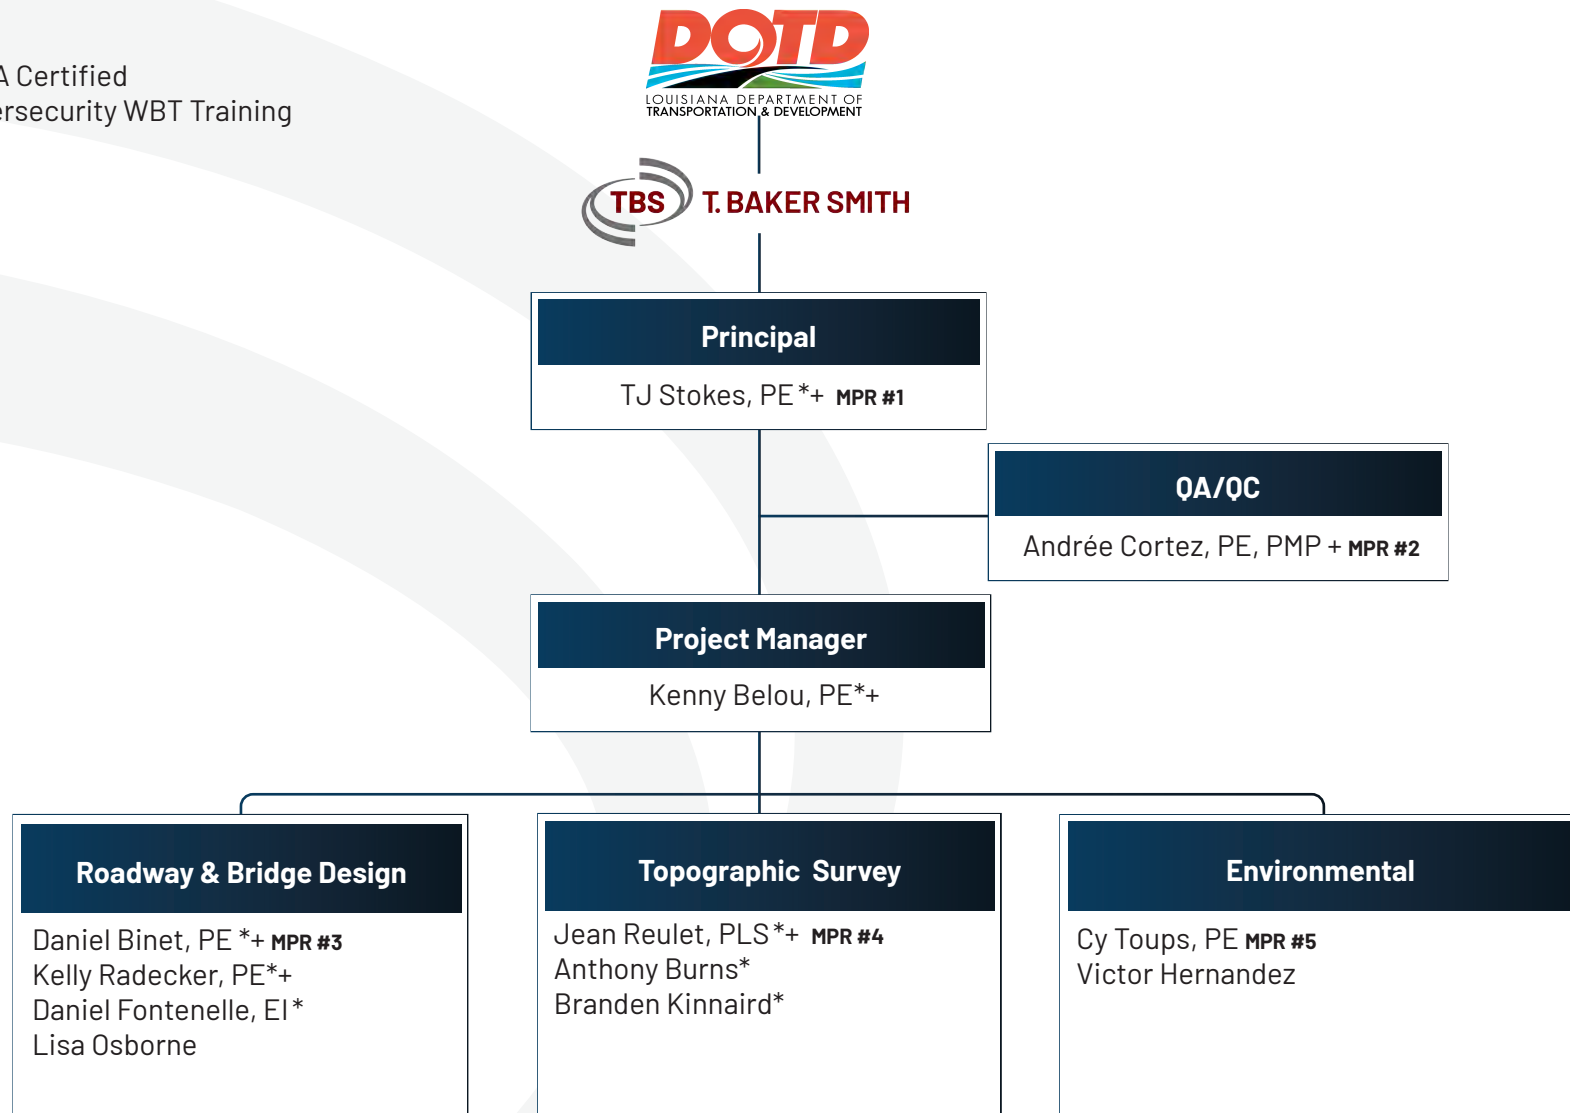 DOTD
LOUISIANA DEPARTMENT OF
TRANSPORTATION & DEVELOPMENT
A Certified
ersecurity WBT Training
TBS T. BAKER SMITH
Principal
TJ Stokes, PE*+ MPR #1
QA/QC
Andrée Cortez, PE, PMP + MPR #2
Project Manager
Kenny Belou, PE*+
Roadway & Bridge Design
Daniel Binet, PE *+ MPR #3
Kelly Radecker, PE*+
Daniel Fontenelle, EI*
Lisa Osborne
Topographic Survey
Jean Reulet, PLS*+ MPR #4
Anthony Burns*
Branden Kinnaird*
Environmental
Cy Toups, PE MPR #5
Victor Hernandez